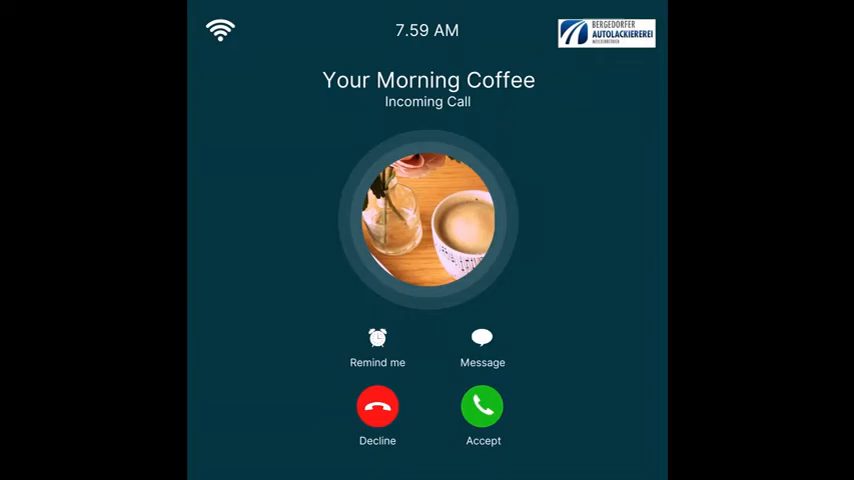 7.59 AM
BERGEDORFER
AUTOLACKIEREREI
Your Morning Coffee
Incoming Call
Remind me
Message
Decline
Accept